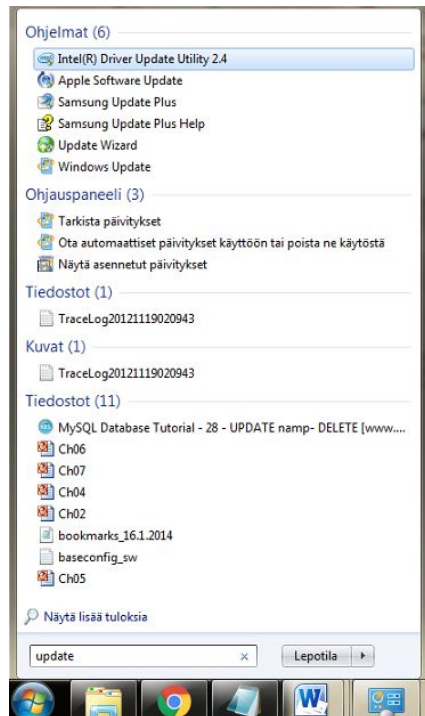 Ohjelmat (6)
Intel(R) Driver Update Utility 2.4
Apple Software Update
Samsung Update Plus
Samsung Update Plus Help
Update Wizard
Windows Update
Ohjauspaneeli (3)
Tarkista päivitykset
Ota automaattiset päivitykset käyttöön tai poista ne käytöstä
Näytä asennetut päivitykset
Tiedostot (1)
TraceLog20121119020943
Kuvat (1)
TraceLog20121119020943
Tiedostot (11)
MySQL Database Tutorial - 28 - UPDATE namp- DELETE [www....
Ch06
Ch07
Ch04
Ch02
bookmarks_16.1.2014
baseconfig_sw
Ch05
Näytä lisää tuloksia
update
Lepotila